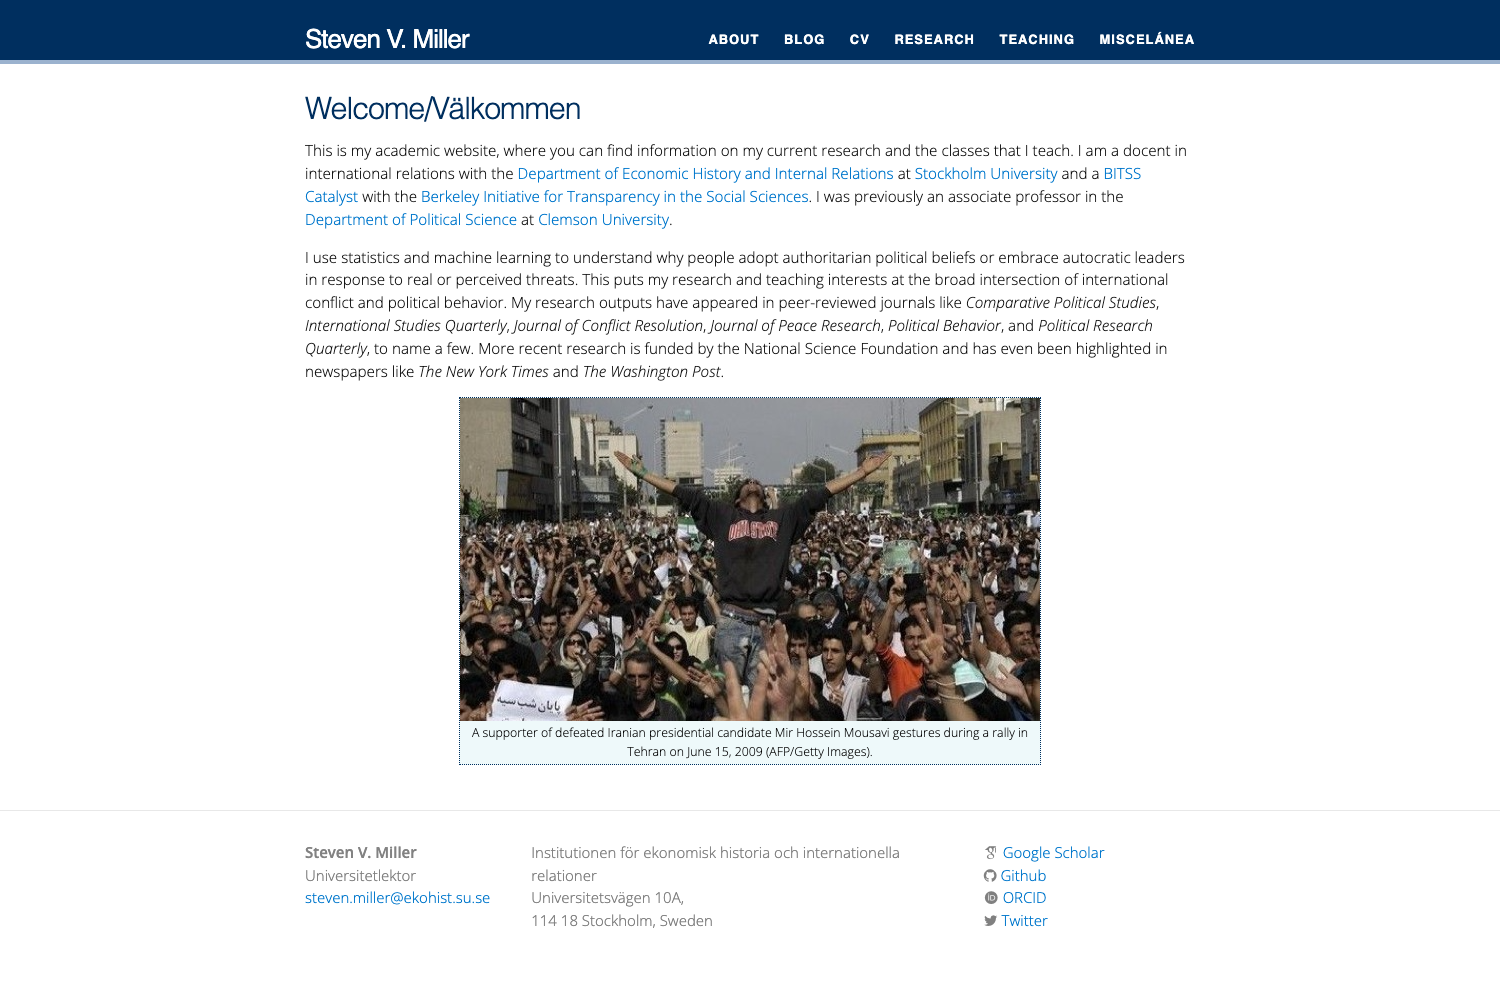 Steven V. Miller
ABOUT BLOG CV RESEARCH TEACHING MISCELÁNEA
Welcome/Välkommen
This is my academic website, where you can find information on my current research and the classes that I teach. I am a docent in
international relations with the Department of Economic History and Internal Relations at Stockholm University and a BITSS
Catalyst with the Berkeley Initiative for Transparency in the Social Sciences. I was previously an associate professor in the
Department of Political Science at Clemson University.
I use statistics and machine learning to understand why people adopt authoritarian political beliefs or embrace autocratic leaders
in response to real or perceived threats. This puts my research and teaching interests at the broad intersection of international
conflict and political behavior. My research outputs have appeared in peer-reviewed journals like Comparative Political Studies,
International Studies Quarterly, Journal of Conflict Resolution, Journal of Peace Research, Political Behavior, and Political Research
Quarterly, to name a few. More recent research is funded by the National Science Foundation and has even been highlighted in
newspapers like The New York Times and The Washington Post.
OHIO STATE
پایان شب سیه
A supporter of defeated Iranian presidential candidate Mir Hossein Mousavi gestures during a rally in
Tehran on June 15, 2009 (AFP/Getty Images).
Steven V. Miller
Universitetlektor
steven.miller@ekohist.su.se
Institutionen för ekonomisk historia och internationella
relationer
Universitetsvägen 10A,
114 18 Stockholm, Sweden
Google Scholar
Github
ORCID
Twitter